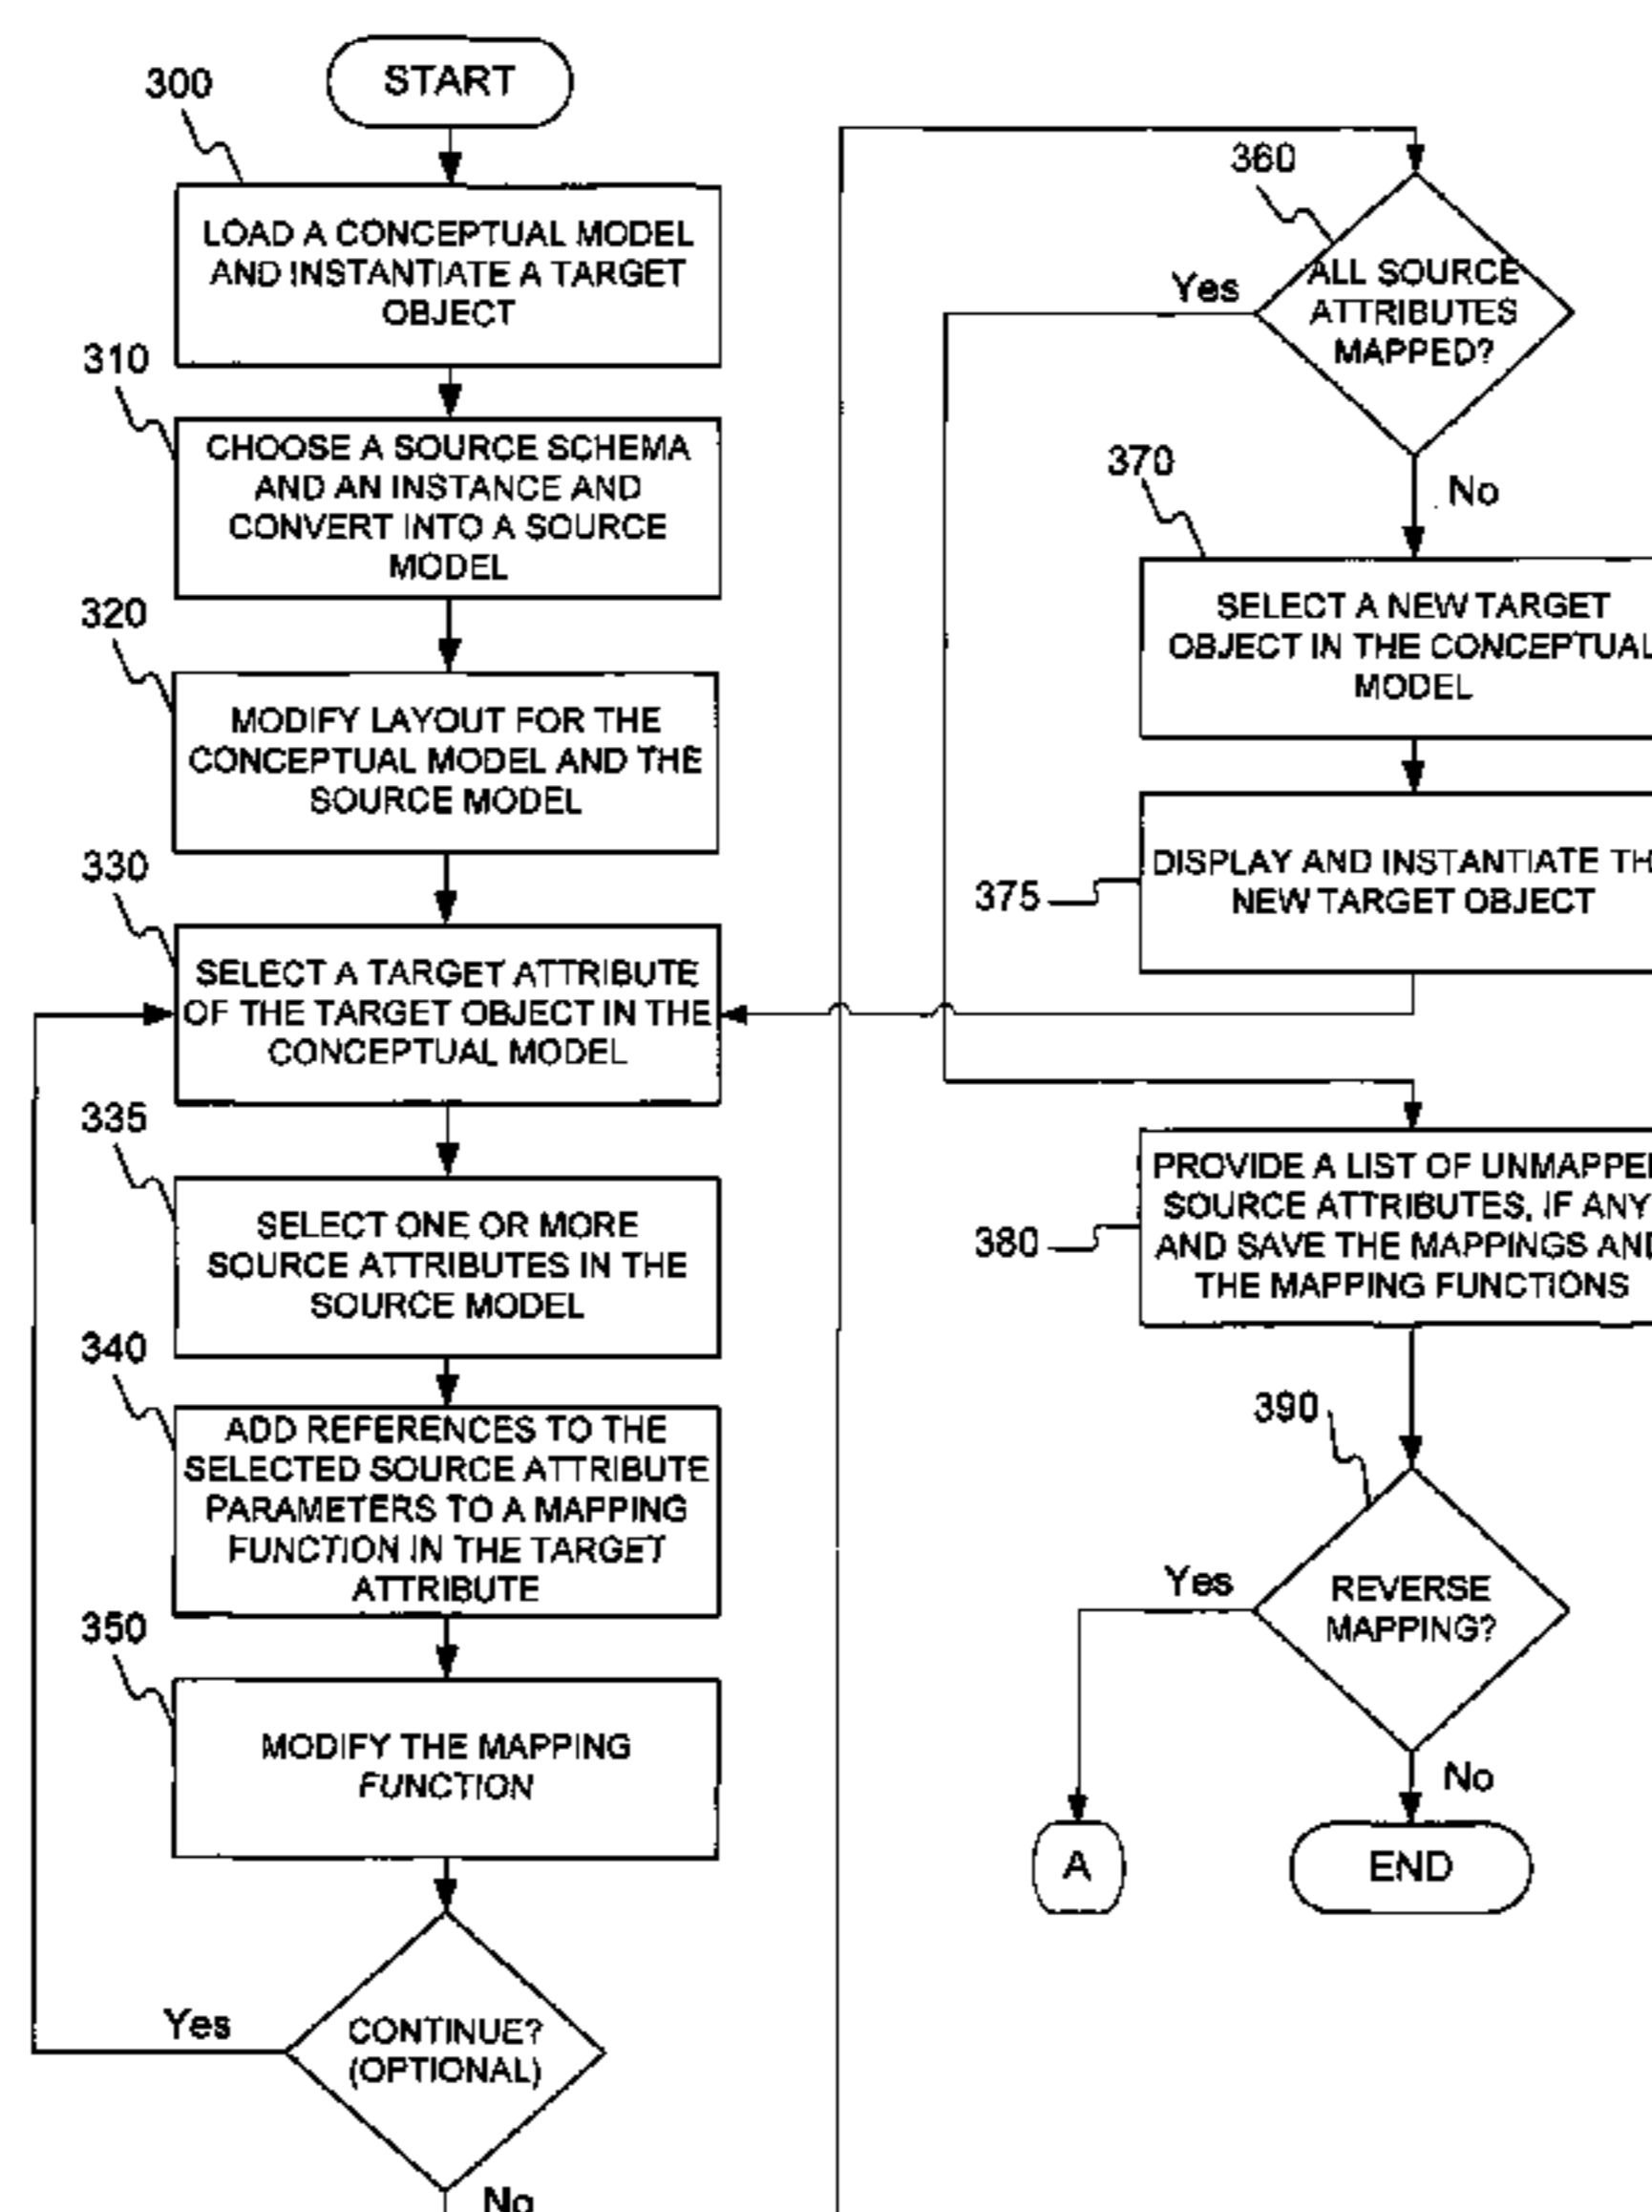 START
300
LOAD A CONCEPTUAL MODEL
AND INSTANTIATE A TARGET
OBJECT
310
CHOOSE A SOURCE SCHEMA
AND AN INSTANCE AND
CONVERT INTO A SOURCE
MODEL
320
MODIFY LAYOUT FOR THE
CONCEPTUAL MODEL AND THE
SOURCE MODEL
330
SELECT A TARGET ATTRIBUTE
OF THE TARGET OBJECT IN THE
CONCEPTUAL MODEL
335
SELECT ONE OR MORE
SOURCE ATTRIBUTES IN THE
SOURCE MODEL
340
ADD REFERENCES TO THE
SELECTED SOURCE ATTRIBUTE
PARAMETERS TO A MAPPING
FUNCTION IN THE TARGET
ATTRIBUTE
350
MODIFY THE MAPPING
FUNCTION
Yes
CONTINUE?
(OPTIONAL)
No
360
Yes
ALL SOURCE
ATTRIBUTES
MAPPED?
No
370
SELECT A NEW TARGET
OBJECT IN THE CONCEPTUAL
MODEL
375
DISPLAY AND INSTANTIATE TH
NEW TARGET OBJECT
380
PROVIDE A LIST OF UNMAPPE
SOURCE ATTRIBUTES, IF ANY
AND SAVE THE MAPPINGS AND
THE MAPPING FUNCTIONS
390
Yes
REVERSE
MAPPING?
No
A
END